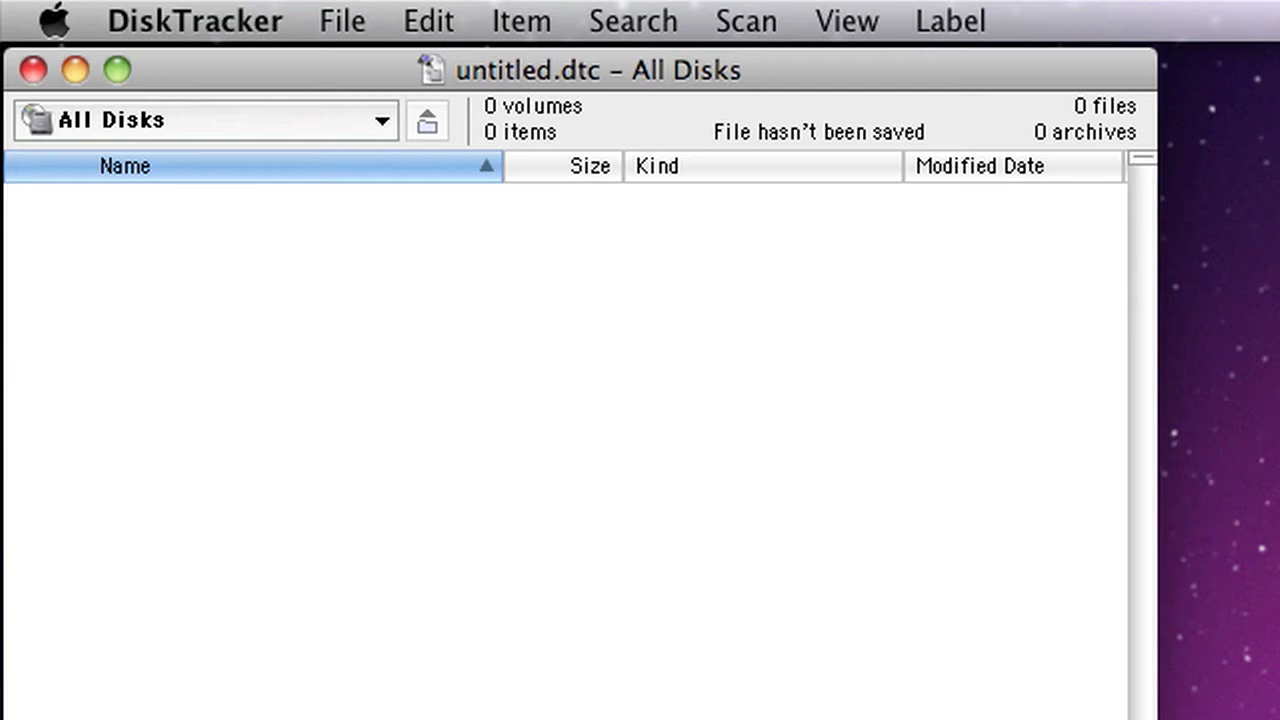 DiskTracker File Edit Item Search Scan View Label
untitled.dtc – All Disks
All Disks
0 volumes 0 files
0 items File hasn't been saved 0 archives
Name Size Kind Modified Date